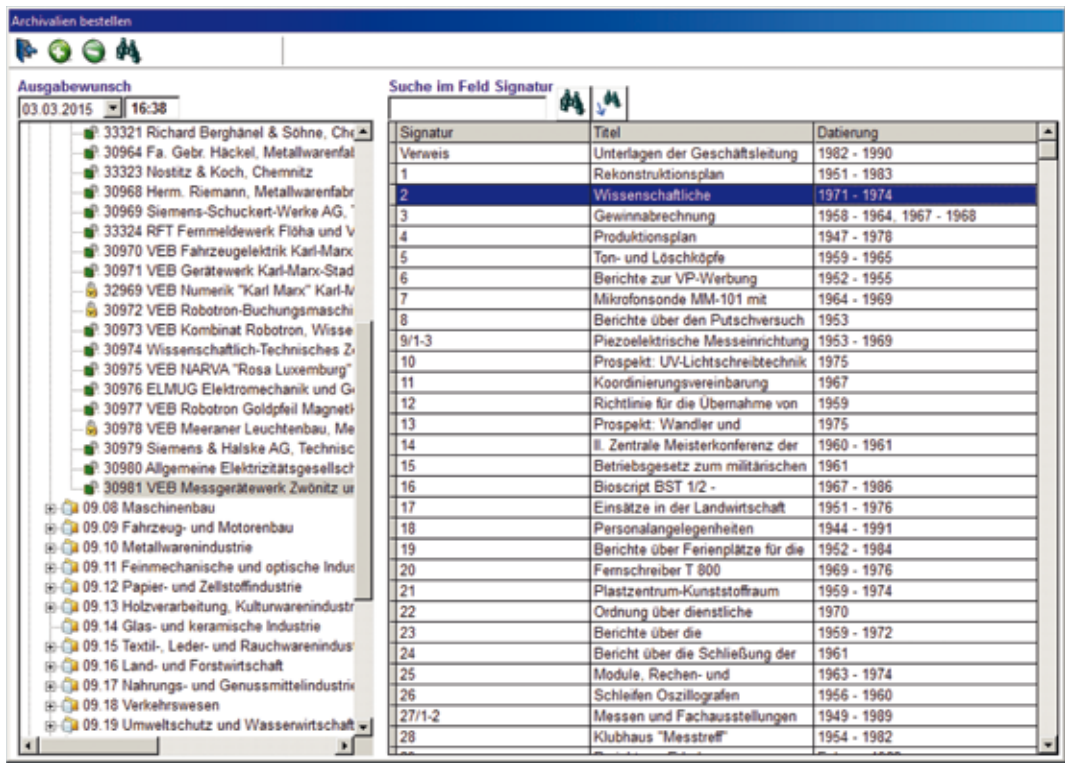 Archivalien bestellen
Ausgabewunsch
03.03.2015 16:38
33321 Richard Berghänel & Söhne, Che
30964 Fa. Gebr. Häckel, Metallwarenfal
33323 Nostitz & Koch, Chemnitz
30968 Herm. Riemann, Metallwarenfabr
30969 Siemens-Schuckert-Werke AG,
33324 RFT Fernmeldewerk Flöha und V
30970 VEB Fahrzeugelektrik Karl-Marx
30971 VEB Gerätewerk Karl-Marx-Stad
32969 VEB Numerik "Karl Marx" Karl-M
30972 VEB Robotron-Buchungsmaschi
30973 VEB Kombinat Robotron, Wisse
30974 Wissenschaftlich-Technisches Z
30975 VEB NARVA "Rosa Luxemburg"
30976 ELMUG Elektromechanik und G
30977 VEB Robotron Goldpfeil Magnetk
30978 VEB Meeraner Leuchtenbau, Me
30979 Siemens & Halske AG, Technisc
30980 Allgemeine Elektrizitätsgesellsch
30981 VEB Messgerätewerk Zwönitz ur
09.08 Maschinenbau
09.09 Fahrzeug- und Motorenbau
09.10 Metallwarenindustrie
09.11 Feinmechanische und optische Indus
09.12 Papier- und Zellstoffindustrie
09.13 Holzverarbeitung, Kulturwarenindustr
09.14 Glas- und keramische Industrie
09.15 Textil-, Leder- und Rauchwarenindus
09.16 Land- und Forstwirtschaft
09.17 Nahrungs- und Genussmittelindustrie
09.18 Verkehrswesen
09.19 Umweltschutz und Wasserwirtschaft
Suche im Feld Signatur
Signatur Titel Datierung
Verweis Unterlagen der Geschäftsleitung 1982 - 1990
1 Rekonstruktionsplan 1951 - 1983
2 Wissenschaftliche 1971 - 1974
3 Gewinnabrechnung 1958 - 1964, 1967 - 1968
4 Produktionsplan 1947 - 1978
5 Ton- und Löschköpfe 1959 - 1965
6 Berichte zur VP-Werbung 1952 - 1955
7 Mikrofonsonde MM-101 mit 1964 - 1969
8 Berichte über den Putschversuch 1953
9/1-3 Piezoelektrische Messeinrichtung 1953 - 1969
10 Prospekt: UV-Lichtschreibtechnik 1975
11 Koordinierungsvereinbarung 1967
12 Richtlinie für die Übernahme von 1959
13 Prospekt: Wandler und 1975
14 II. Zentrale Meisterkonferenz der 1960 - 1961
15 Betriebsgesetz zum militärischen 1961
16 Bioscript BST 1/2 - 1967 - 1986
17 Einsätze in der Landwirtschaft 1951 - 1976
18 Personalangelegenheiten 1944 - 1991
19 Berichte über Ferienplätze für die 1952 - 1984
20 Fernschreiber T 800 1969 - 1976
21 Plastzentrum-Kunststoffraum 1959 - 1974
22 Ordnung über dienstliche 1970
23 Berichte über die 1959 - 1972
24 Bericht über die Schließung der 1961
25 Module, Rechen- und 1963 - 1974
26 Schleifen Oszillografen 1956 - 1960
27/1-2 Messen und Fachausstellungen 1949 - 1989
28 Klubhaus "Messtreff" 1954 - 1982